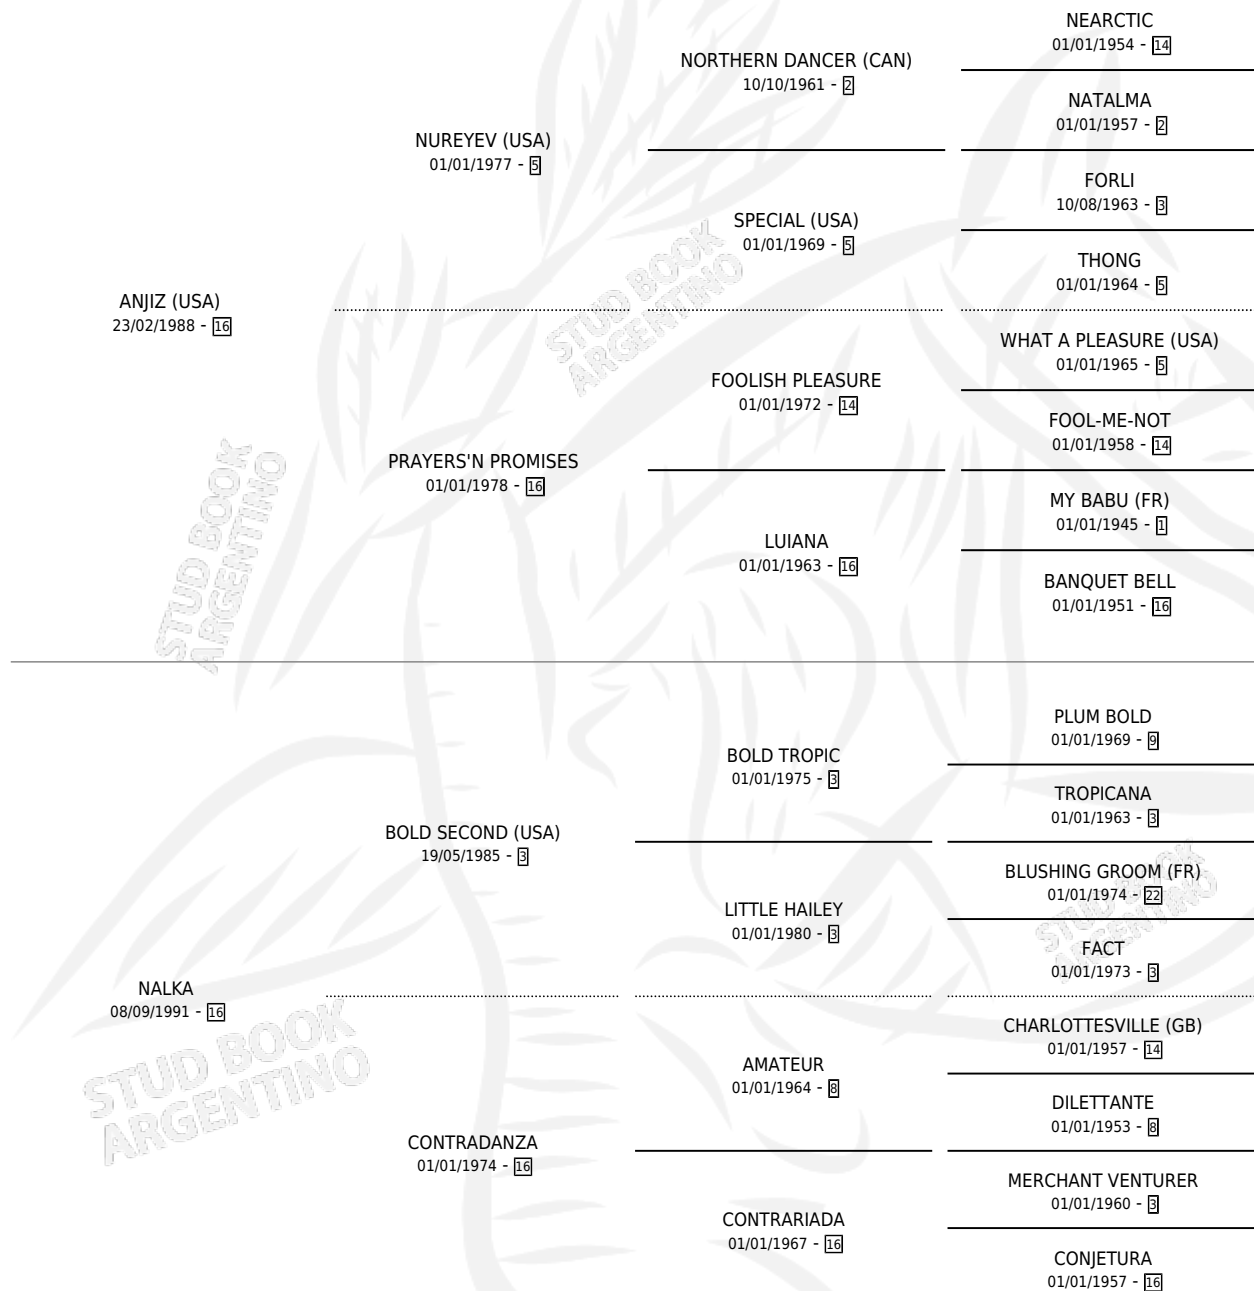 NEARCTIC
01/01/1954 - 14
NORTHERN DANCER (CAN)
10/10/1961 - 2
NATALMA
01/01/1957 - 2
NUREYEV (USA)
01/01/1977 - 5
FORLI
10/08/1963 - 3
SPECIAL (USA)
01/01/1969 - 5
THONG
01/01/1964 - 5
ANJIZ (USA)
23/02/1988 - 16
STUD BOOK
ARGENTINO
WHAT A PLEASURE (USA)
01/01/1965 - 5
FOOLISH PLEASURE
01/01/1972 - 14
FOOL-ME-NOT
01/01/1958 - 14
PRAYERS'N PROMISES
01/01/1978 - 16
MY BABU (FR)
01/01/1945 - 1
LUIANA
01/01/1963 - 16
BANQUET BELL
01/01/1951 - 16
STUD BOOK
ARGENTINO
PLUM BOLD
01/01/1969 - 9
BOLD TROPIC
01/01/1975 - 3
TROPICANA
01/01/1963 - 3
BOLD SECOND (USA)
19/05/1985 - 3
BLUSHING GROOM (FR)
01/01/1974 - 22
LITTLE HAILEY
01/01/1980 - 3
FACT
01/01/1973 - 3
STUD BOOK
ARGENTINO
NALKA
08/09/1991 - 16
CHARLOTTESVILLE (GB)
01/01/1957 - 14
AMATEUR
01/01/1964 - 8
DILETTANTE
01/01/1953 - 8
CONTRADANZA
01/01/1974 - 16
MERCHANT VENTURER
01/01/1960 - 3
CONTRARIADA
01/01/1967 - 16
CONJETURA
01/01/1957 - 16
STUD BOOK
ARGENTINO